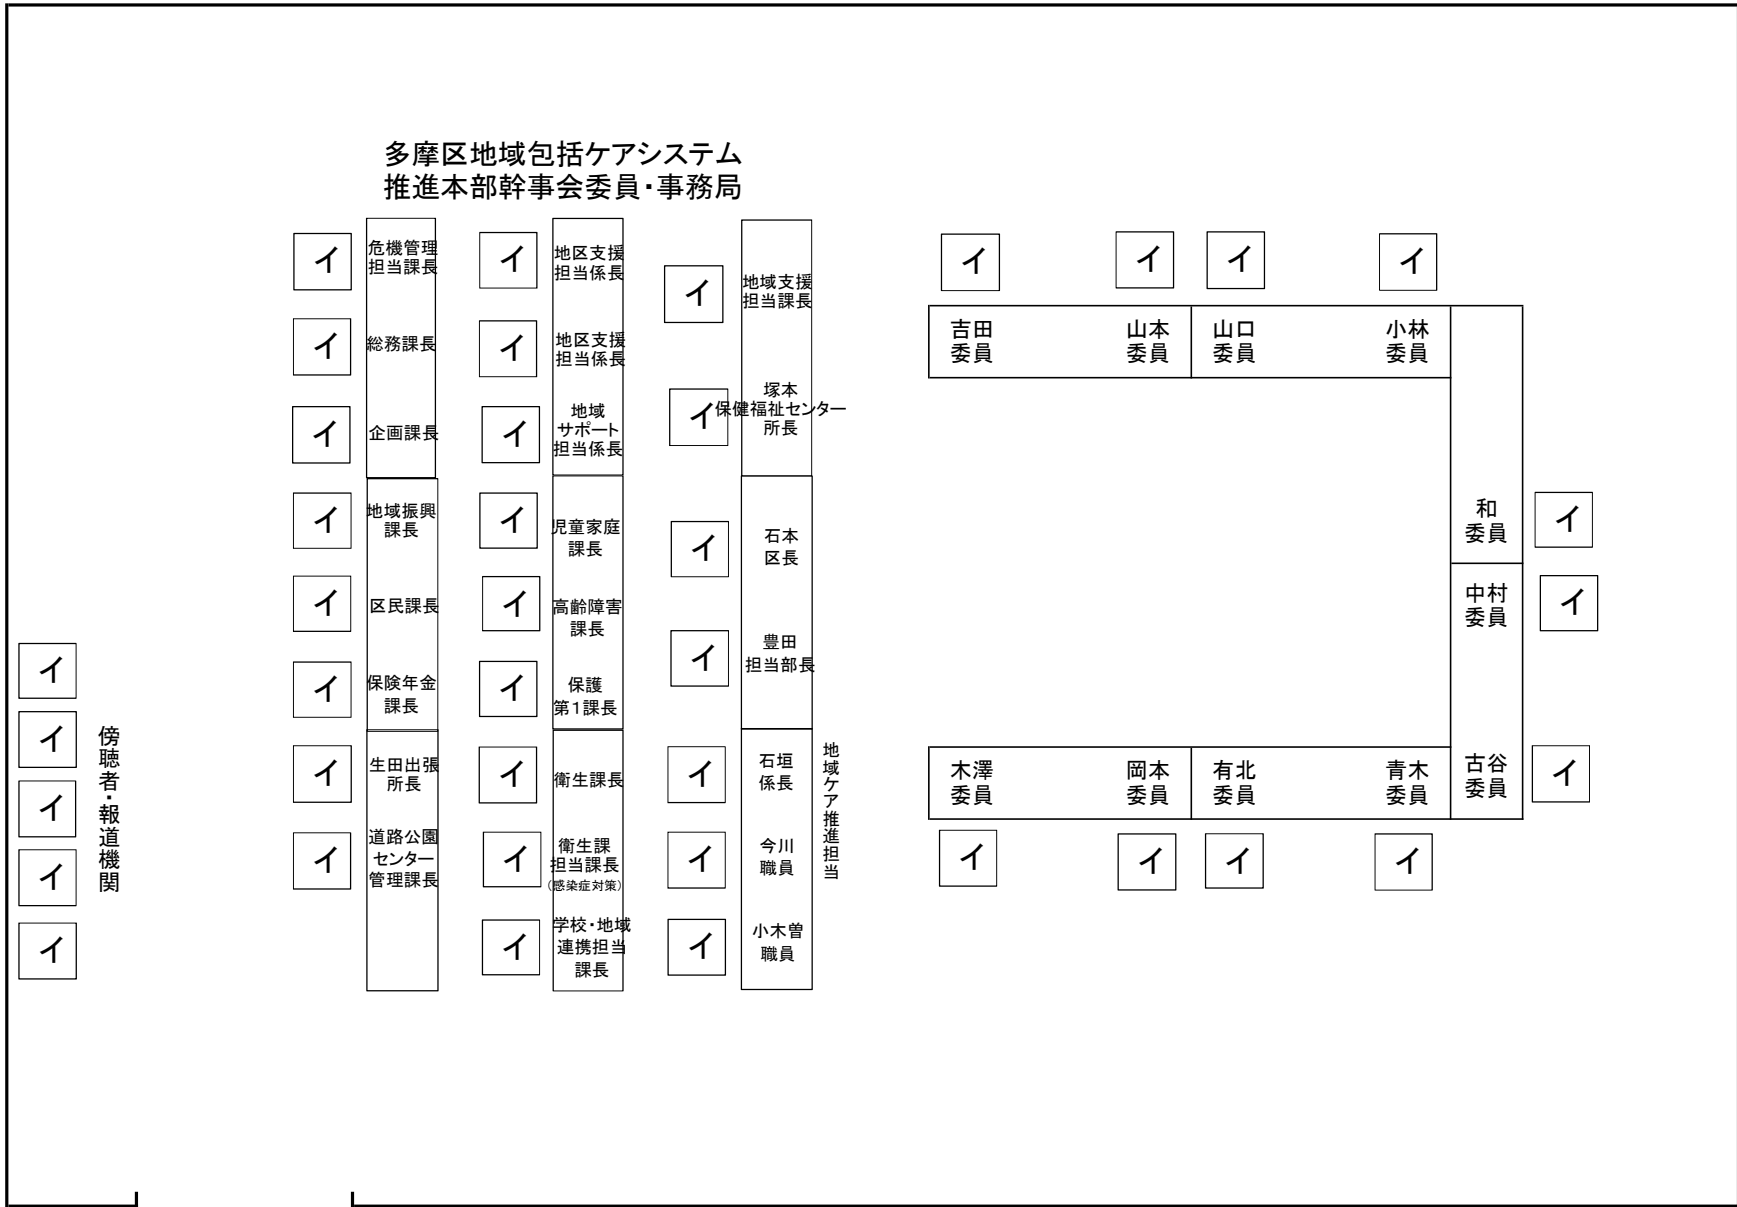 多摩区地域包括ケアシステム
推進本部幹事会委員・事務局
イ
危機管理
担当課長
イ
総務課長
イ
企画課長
イ
地域振興
課長
イ
区民課長
イ
保険年金
課長
イ
生田出張
所長
イ
道路公園
センター
管理課長
イ
地区支援
担当係長
イ
地区支援
担当係長
イ
地域
サポート
担当係長
イ
児童家庭
課長
イ
高齢障害
課長
イ
保護
第1課長
イ
衛生課長
イ
衛生課
担当課長
(感染症対策)
イ
学校・地域
連携担当
課長
イ
地域支援
担当課長
イ
塚本
保健福祉センター
所長
イ
石本
区長
イ
豊田
担当部長
イ
石垣
係長
イ
今川
職員
イ
小木曽
職員
地域ケア推進担当
イ
イ
イ
イ
吉田
委員
山本
委員
山口
委員
小林
委員
和
委員
イ
中村
委員
イ
古谷
委員
イ
木澤
委員
岡本
委員
有北
委員
青木
委員
イ
イ
イ
イ
イ
イ
イ
イ
イ
傍聴者・報道機関